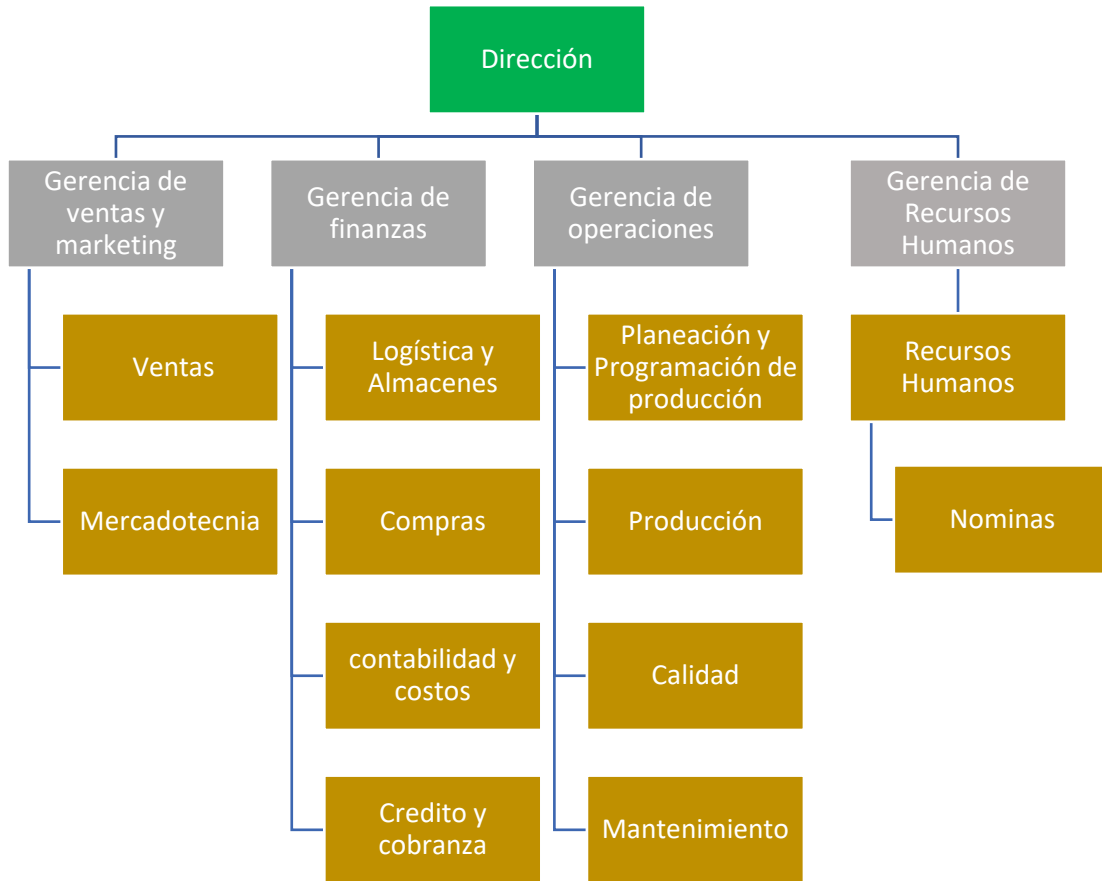 Dirección
Gerencia de
ventas y
marketing
Gerencia de
finanzas
Gerencia de
operaciones
Gerencia de
Recursos
Humanos
Ventas
Logística y
Almacenes
Planeación y
Programación de
producción
Recursos
Humanos
Mercadotecnia
Compras
Producción
Nominas
contabilidad y
costos
Calidad
Credito y
cobranza
Mantenimiento